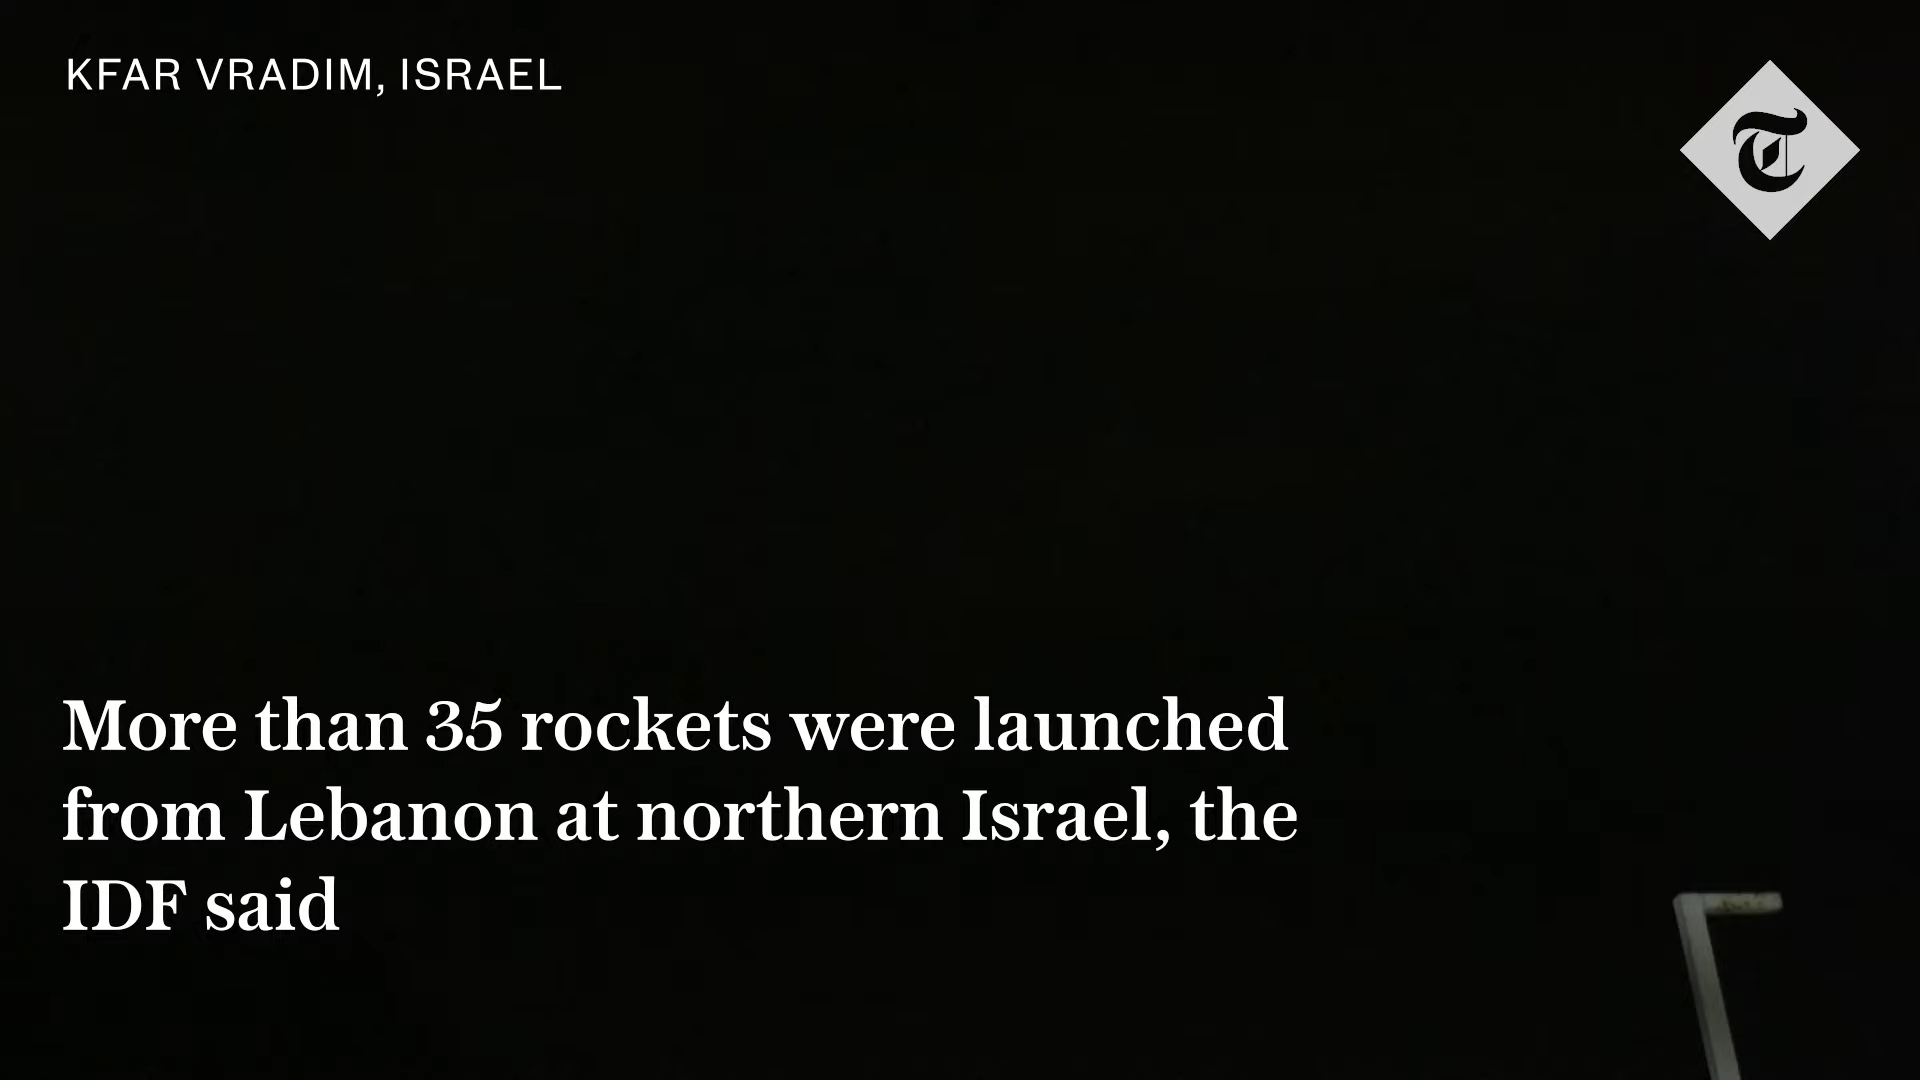 KFAR VRADIM, ISRAEL
T
More than 35 rockets were launched
from Lebanon at northern Israel, the
IDF said